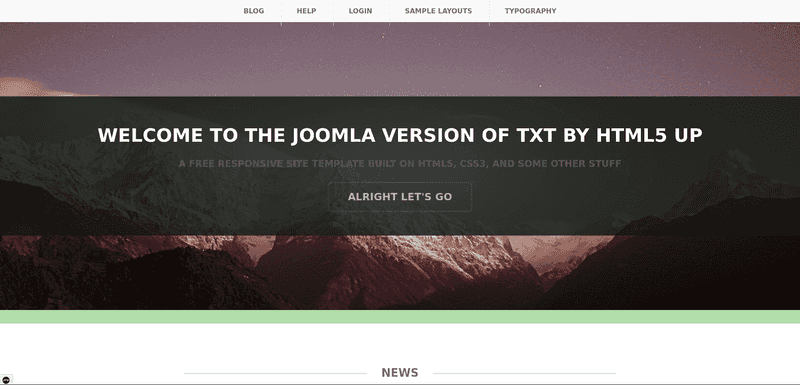 BLOG HELP LOGIN SAMPLE LAYOUTS TYPOGRAPHY
WELCOME TO THE JOOMLA VERSION OF TXT BY HTML5 UP
A FREE RESPONSIVE SITE TEMPLATE BUILT ON HTML5, CSS3, AND SOME OTHER STUFF
ALRIGHT LET'S GO
NEWS